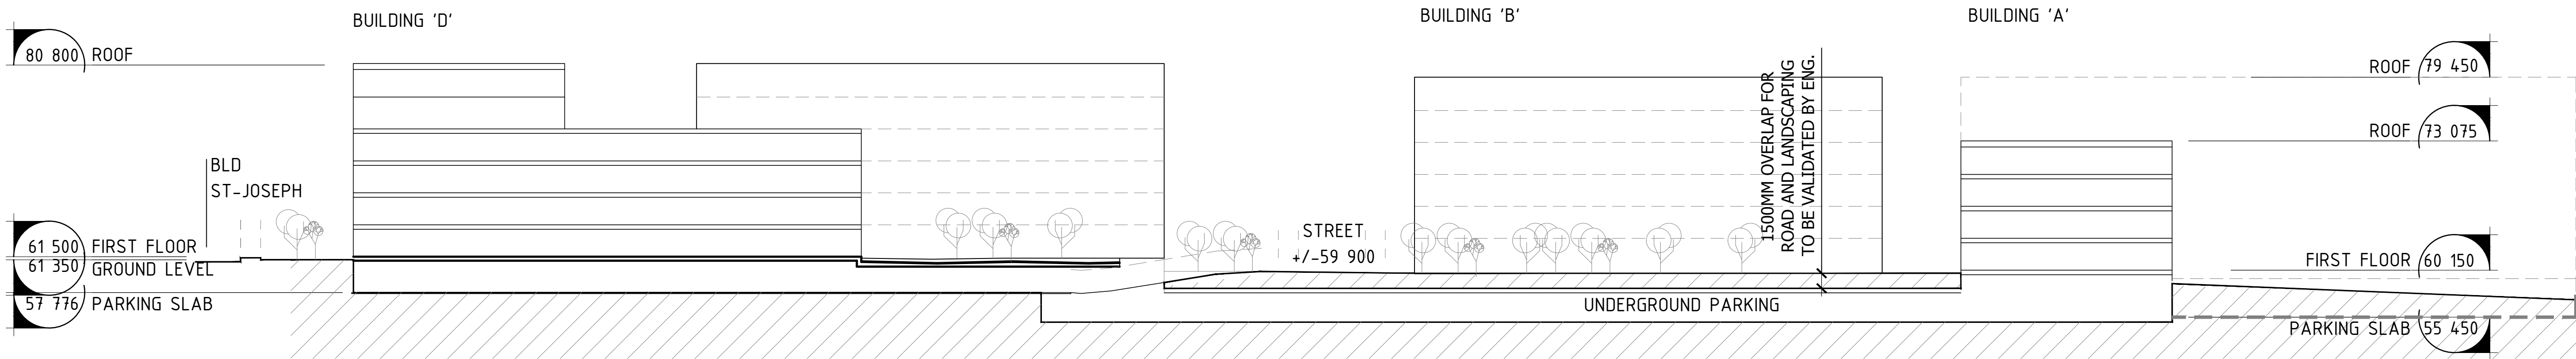 BUILDING 'D'
BUILDING 'B'
BUILDING 'A'
80 800 ROOF
BLD
ST-JOSEPH
61 500 FIRST FLOOR
61 350 GROUND LEVEL
57 776 PARKING SLAB
STREET
+/-59 900
1500MM OVERLAP FOR
ROAD AND LANDSCAPING
TO BE VALIDATED BY ENG.
UNDERGROUND PARKING
ROOF 79 450
ROOF 73 075
FIRST FLOOR 60 150
PARKING SLAB 55 450